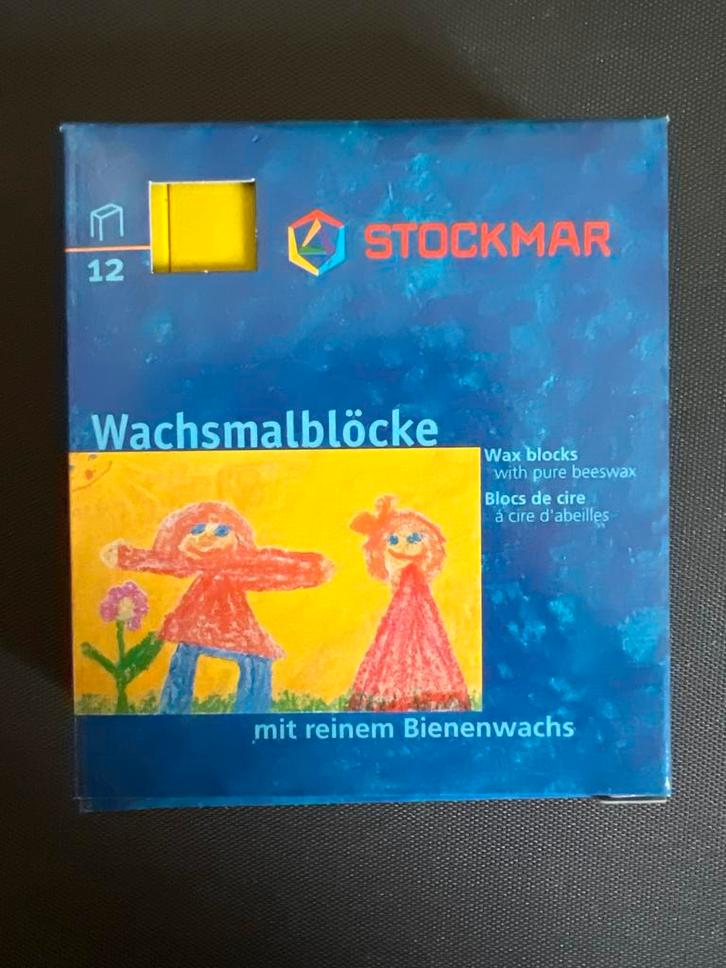 12
STOCKMAR
Wachsmalblöcke
Wax blocks
with pure beeswax
Blocs de cire
á cire d'abeilles
mit reinem Bienenwachs